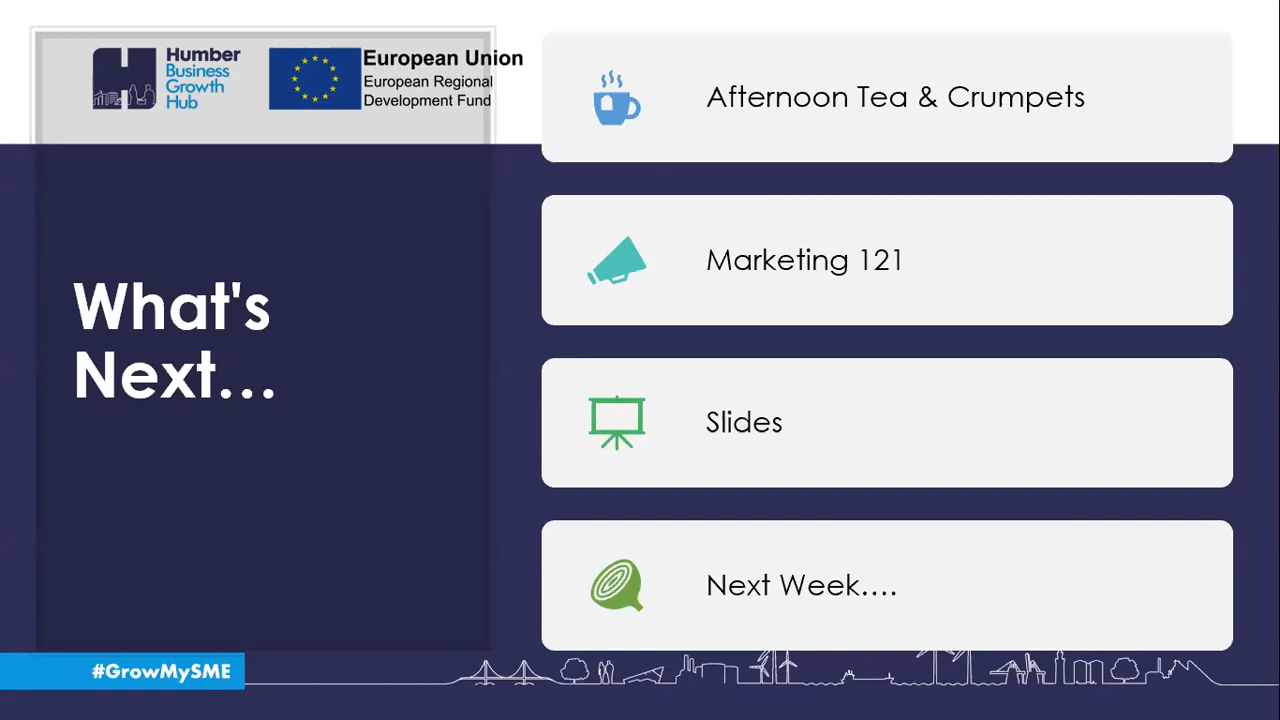 Humber
Business
Growth
Hub
European Union
European Regional
Development Fund
What's
Next...
Afternoon Tea & Crumpets
Marketing 121
Slides
Next Week....
#GrowMySME